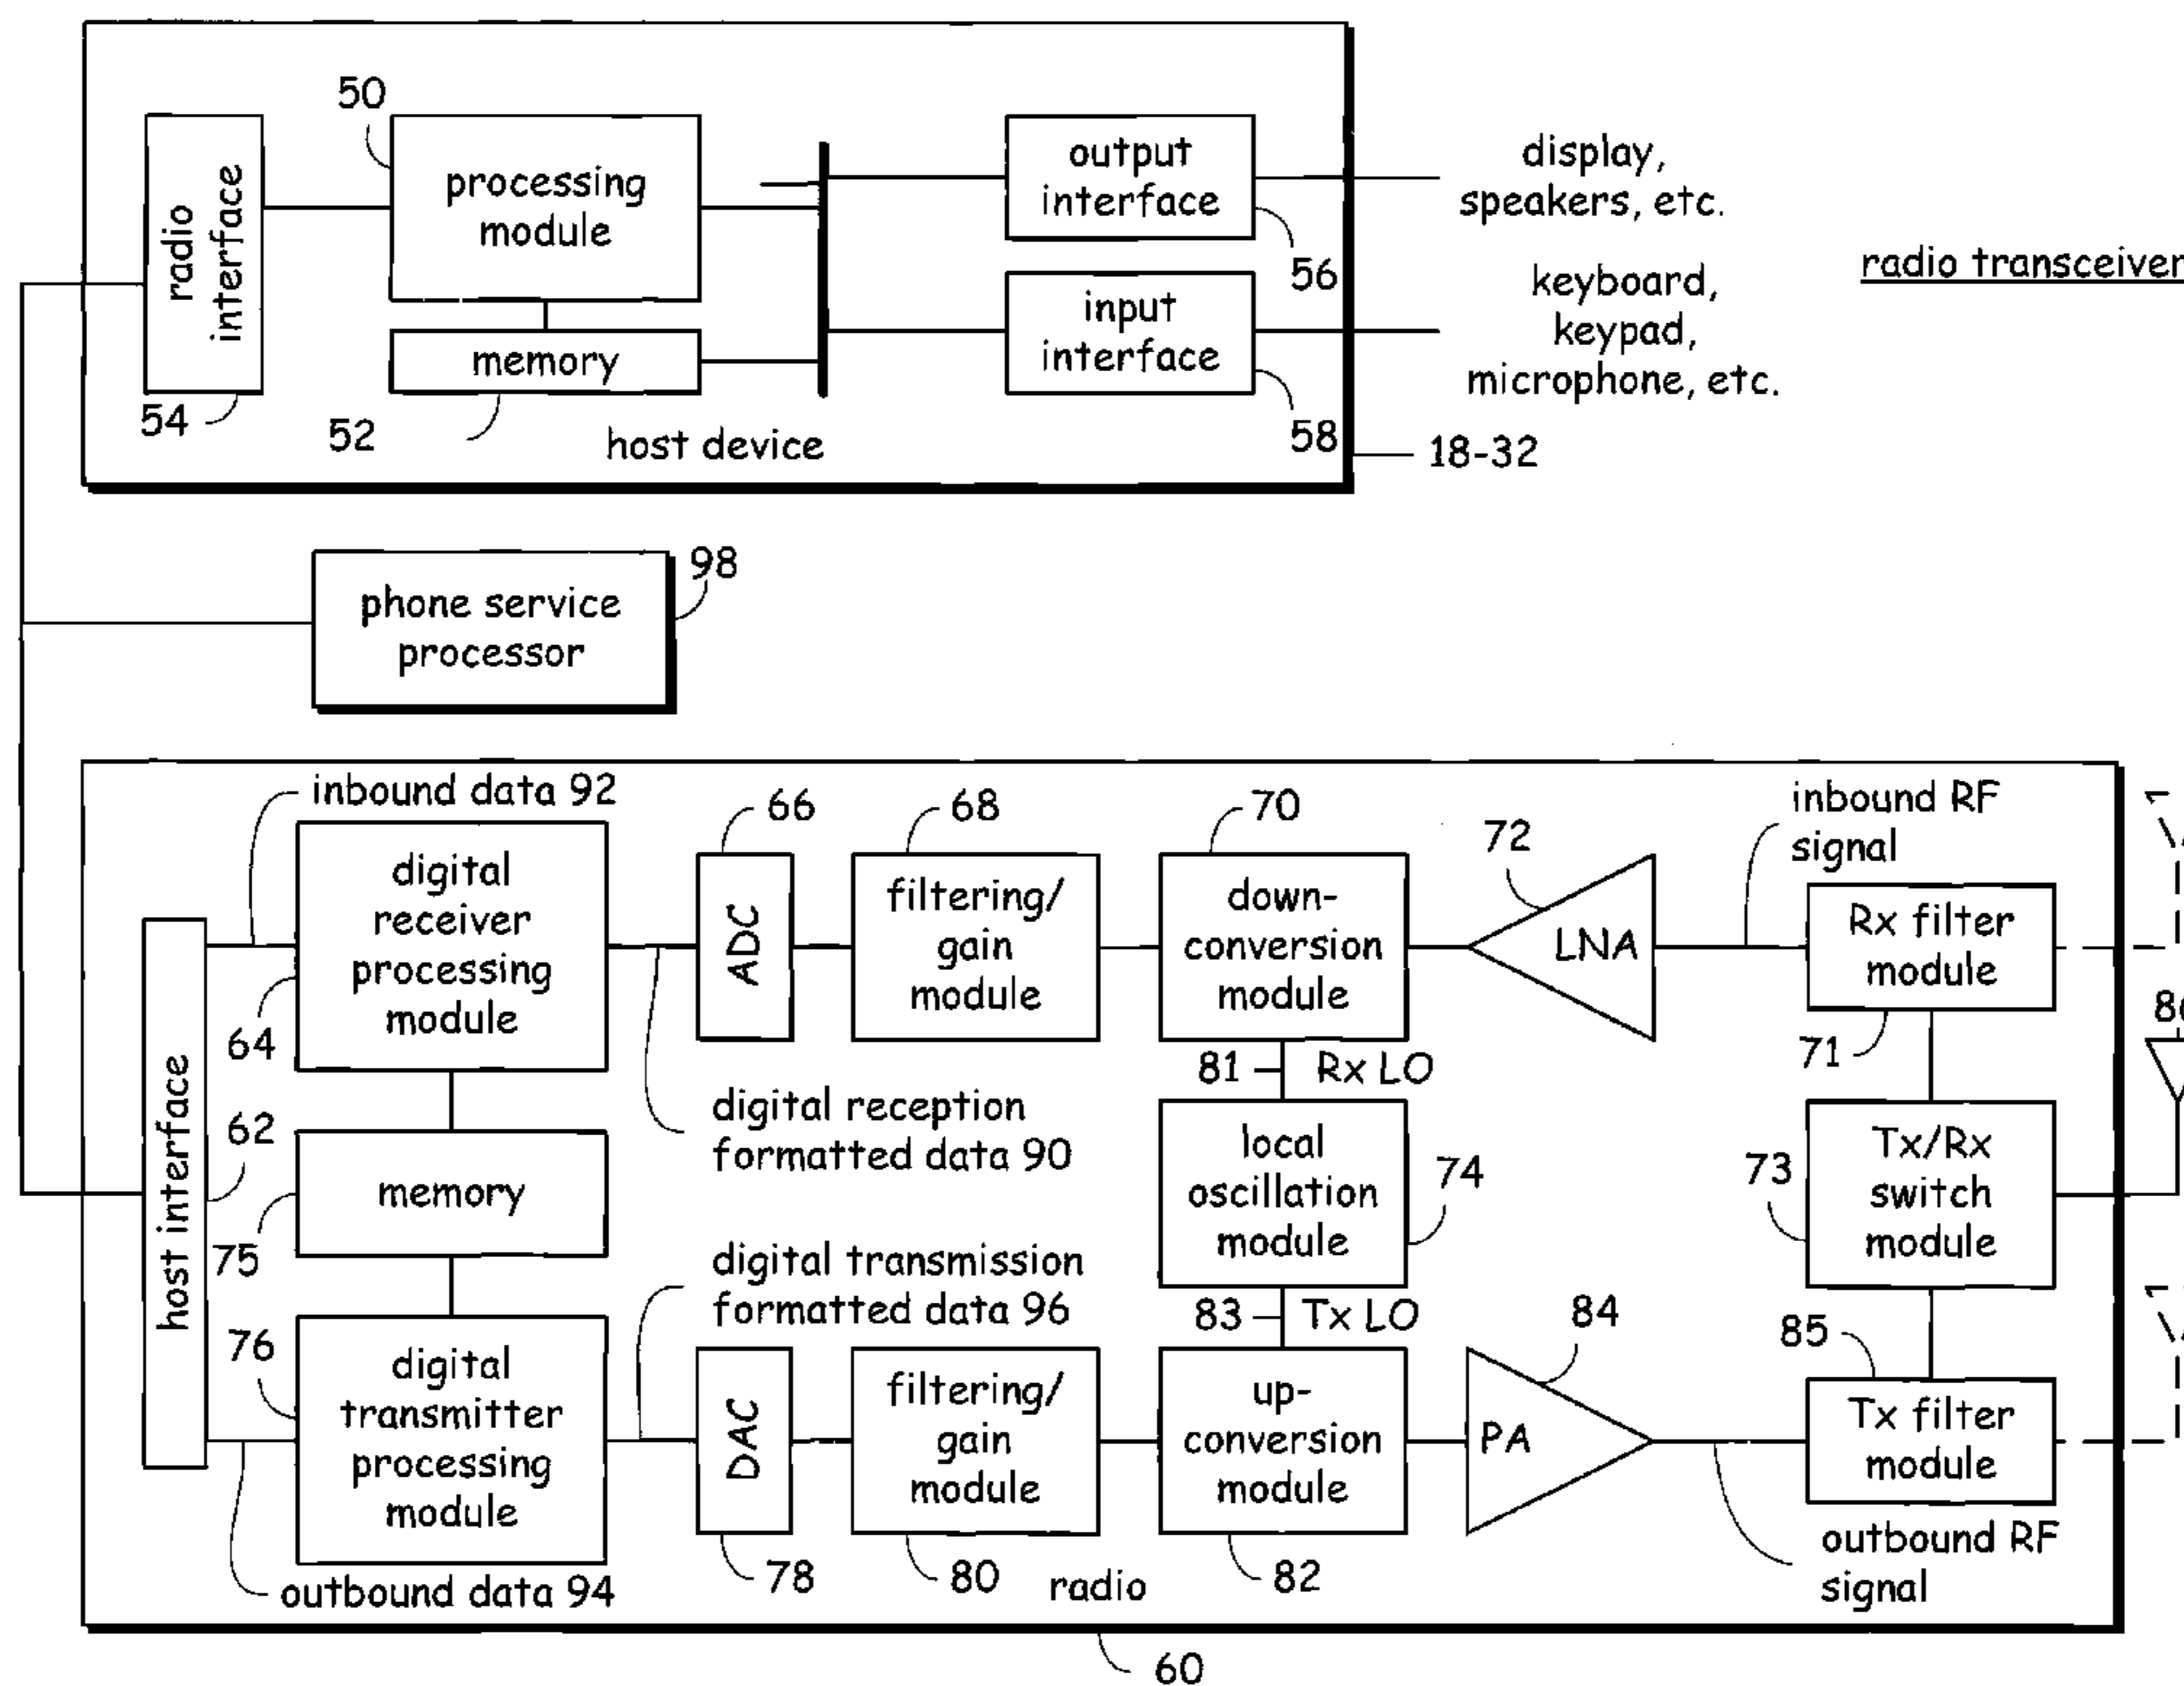 50
radio
interface
54
processing
module
memory
52
host device
output
interface
56
input
interface
58
18-32
display,
speakers, etc.
keyboard,
keypad,
microphone, etc.
radio transceiver
phone service
processor
98
inbound data 92
digital
receiver
processing
module
64
host interface
62
memory
75
76
digital
transmitter
processing
module
outbound data 94
66
ADC
digital reception
formatted data 90
digital transmission
formatted data 96
DAC
78
68
filtering/
gain
module
filtering/
gain
module
80
70
down-
conversion
module
81
Rx LO
local
oscillation
module
74
83
Tx LO
up-
conversion
module
82
72
LNA
84
PA
inbound RF
signal
Rx filter
module
71
Tx/Rx
switch
module
73
85
Tx filter
module
outbound RF
signal
radio
60